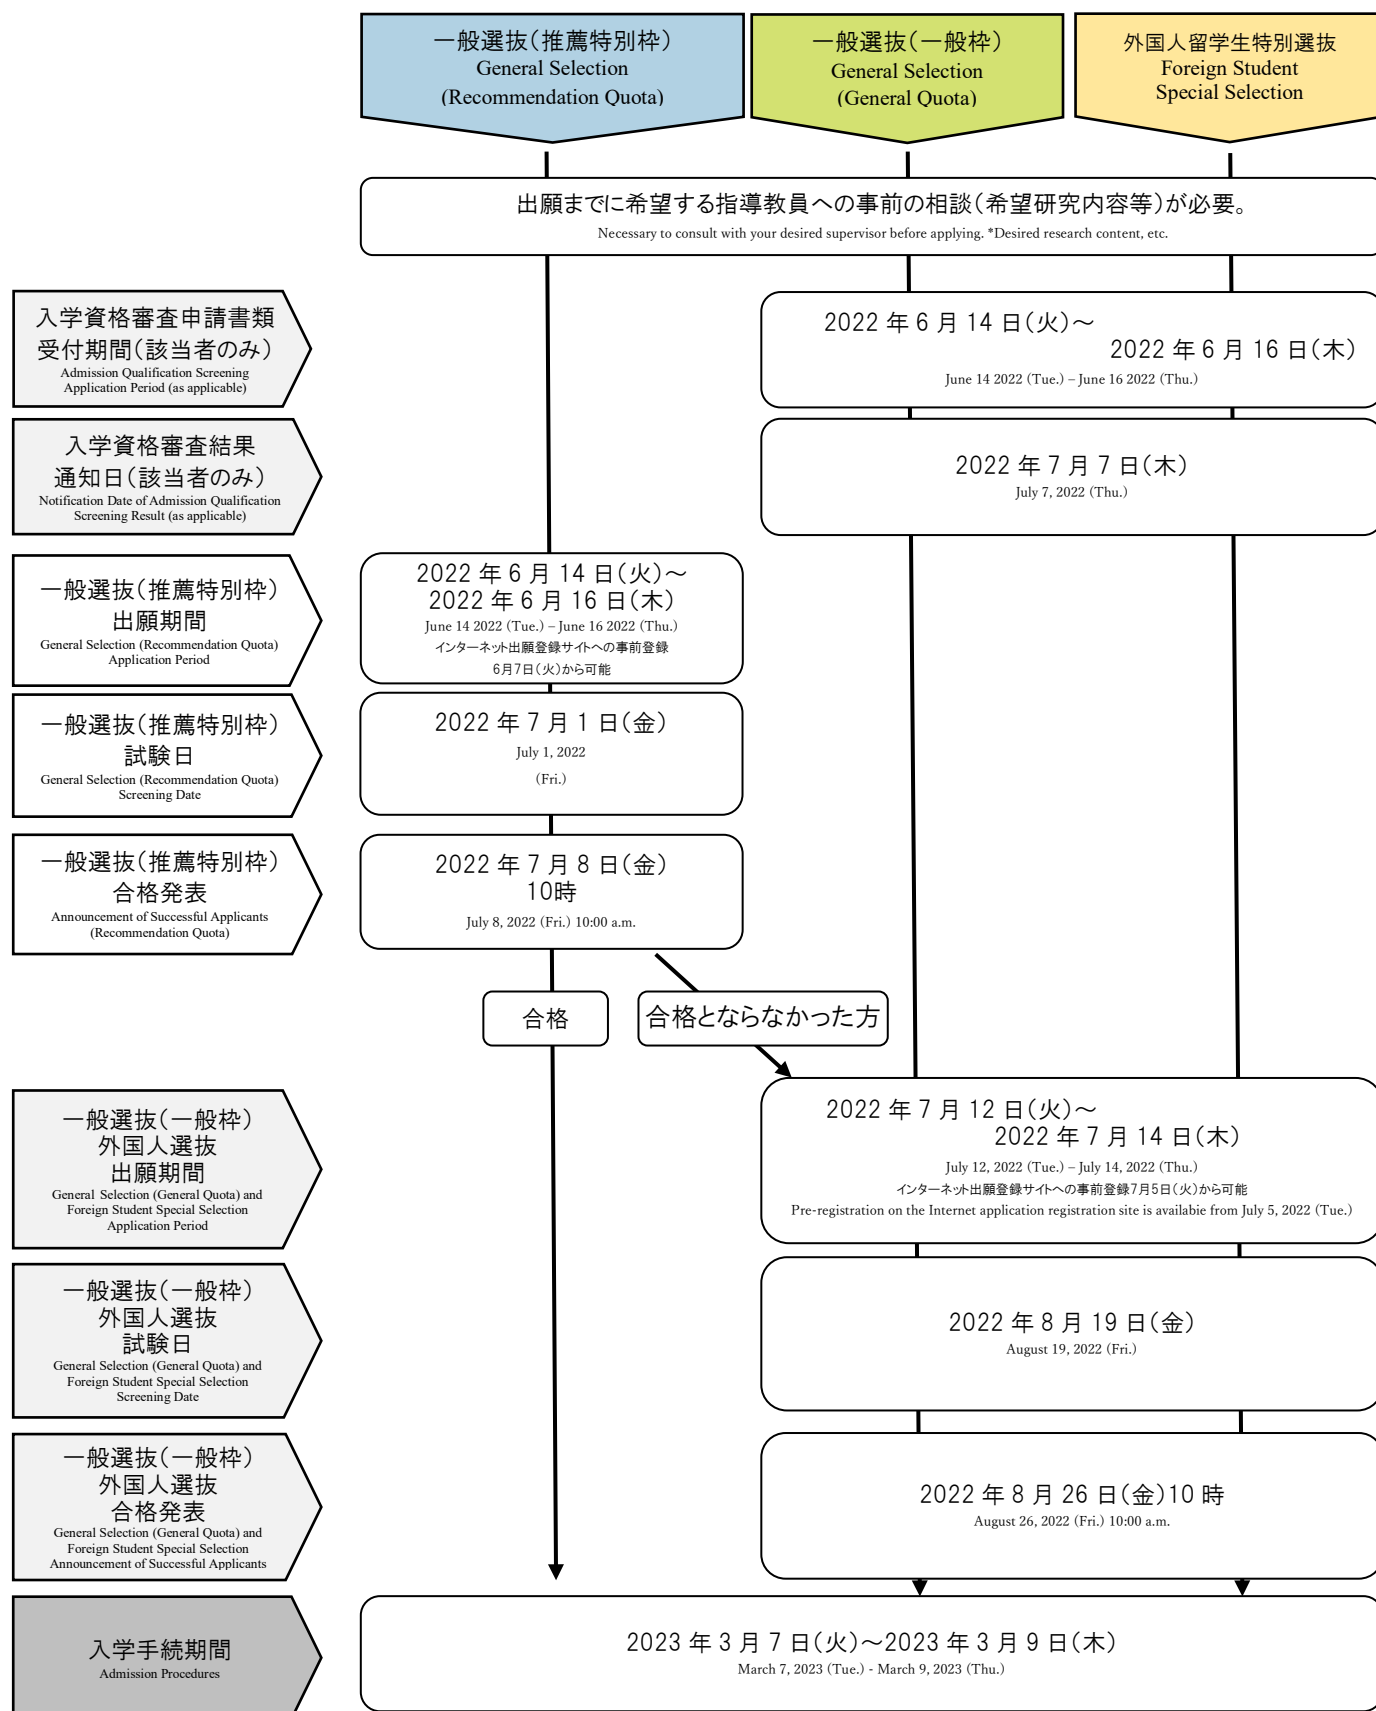 一般選抜(推薦特別枠)
General Selection
(Recommendation Quota)
一般選抜(一般枠)
General Selection
(General Quota)
外国人留学生特別選抜
Foreign Student
Special Selection
出願までに希望する指導教員への事前の相談(希望研究内容等)が必要。
Necessary to consult with your desired supervisor before applying. *Desired research content, etc.
入学資格審査申請書類
受付期間(該当者のみ)
Admission Qualification Screening
Application Period (as applicable)
2022 年 6 月 14 日(火)~
2022 年 6 月 16 日(木)
June 14 2022 (Tue.) – June 16 2022 (Thu.)
入学資格審査結果
通知日(該当者のみ)
Notification Date of Admission Qualification
Screening Result (as applicable)
2022 年 7 月 7 日(木)
July 7, 2022 (Thu.)
一般選抜(推薦特別枠)
出願期間
General Selection (Recommendation Quota)
Application Period
2022 年 6 月 14 日(火)~
2022 年 6 月 16 日(木)
June 14 2022 (Tue.) – June 16 2022 (Thu.)
インターネット出願登録サイトへの事前登録
6月7日(火)から可能
一般選抜(推薦特別枠)
試験日
General Selection (Recommendation Quota)
Screening Date
2022 年 7 月 1 日(金)
July 1, 2022
(Fri.)
一般選抜(推薦特別枠)
合格発表
Announcement of Successful Applicants
(Recommendation Quota)
2022 年 7 月 8 日(金)
10時
July 8, 2022 (Fri.) 10:00 a.m.
合格
合格とならなかった方
一般選抜(一般枠)
外国人選抜
出願期間
General Selection (General Quota) and
Foreign Student Special Selection
Application Period
2022 年 7 月 12 日(火)~
2022 年 7 月 14 日(木)
July 12, 2022 (Tue.) – July 14, 2022 (Thu.)
インターネット出願登録サイトへの事前登録7月5日(火)から可能
Pre-registration on the Internet application registration site is availabie from July 5, 2022 (Tue.)
一般選抜(一般枠)
外国人選抜
試験日
General Selection (General Quota) and
Foreign Student Special Selection
Screening Date
2022 年 8 月 19 日(金)
August 19, 2022 (Fri.)
一般選抜(一般枠)
外国人選抜
合格発表
General Selection (General Quota) and
Foreign Student Special Selection
Announcement of Successful Applicants
2022 年 8 月 26 日(金)10 時
August 26, 2022 (Fri.) 10:00 a.m.
入学手続期間
Admission Procedures
2023 年 3 月 7 日(火)~2023 年 3 月 9 日(木)
March 7, 2023 (Tue.) - March 9, 2023 (Thu.)